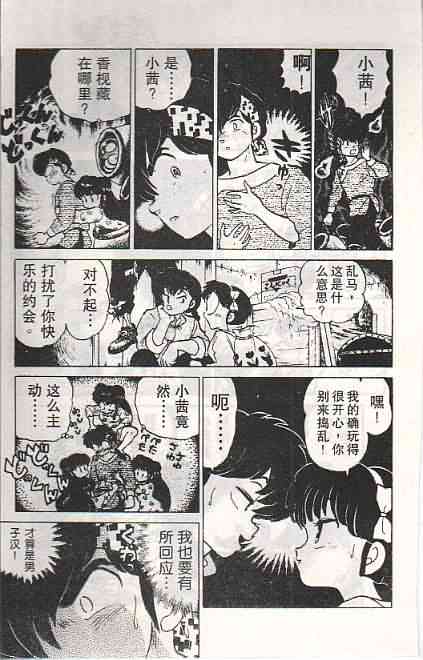 小茜！
啊！
是……
小茜？
香枧藏
在哪里？
乱马，
这是什
么意思？
对不起…
打扰了你快
乐的约会。
嘿！
我的确玩得
很开心，你
别来捣乱！
呃……
小茜竟
然……
这么主
动……
我也要有
所回应…
才算是男
子汉！